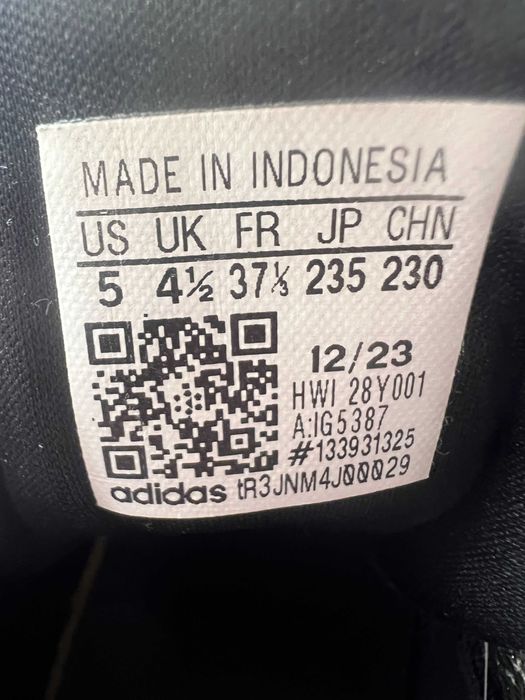 MADE IN INDONESIA
US UK FR JP CHN
5 4½ 37⅓ 235 230
12/23
HWI 28Y001
A:IG5387
#133931325
adidas tR3JNM4J00029